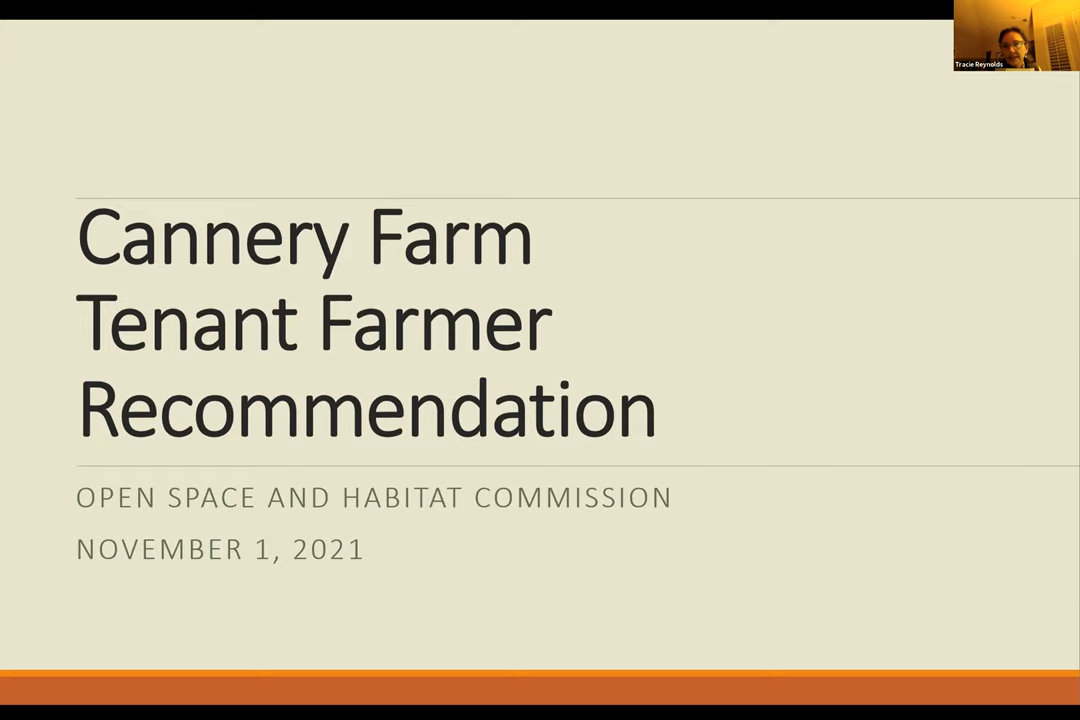 Tracie Reynolds
Cannery Farm
Tenant Farmer
Recommendation
OPEN SPACE AND HABITAT COMMISSION
NOVEMBER 1, 2021